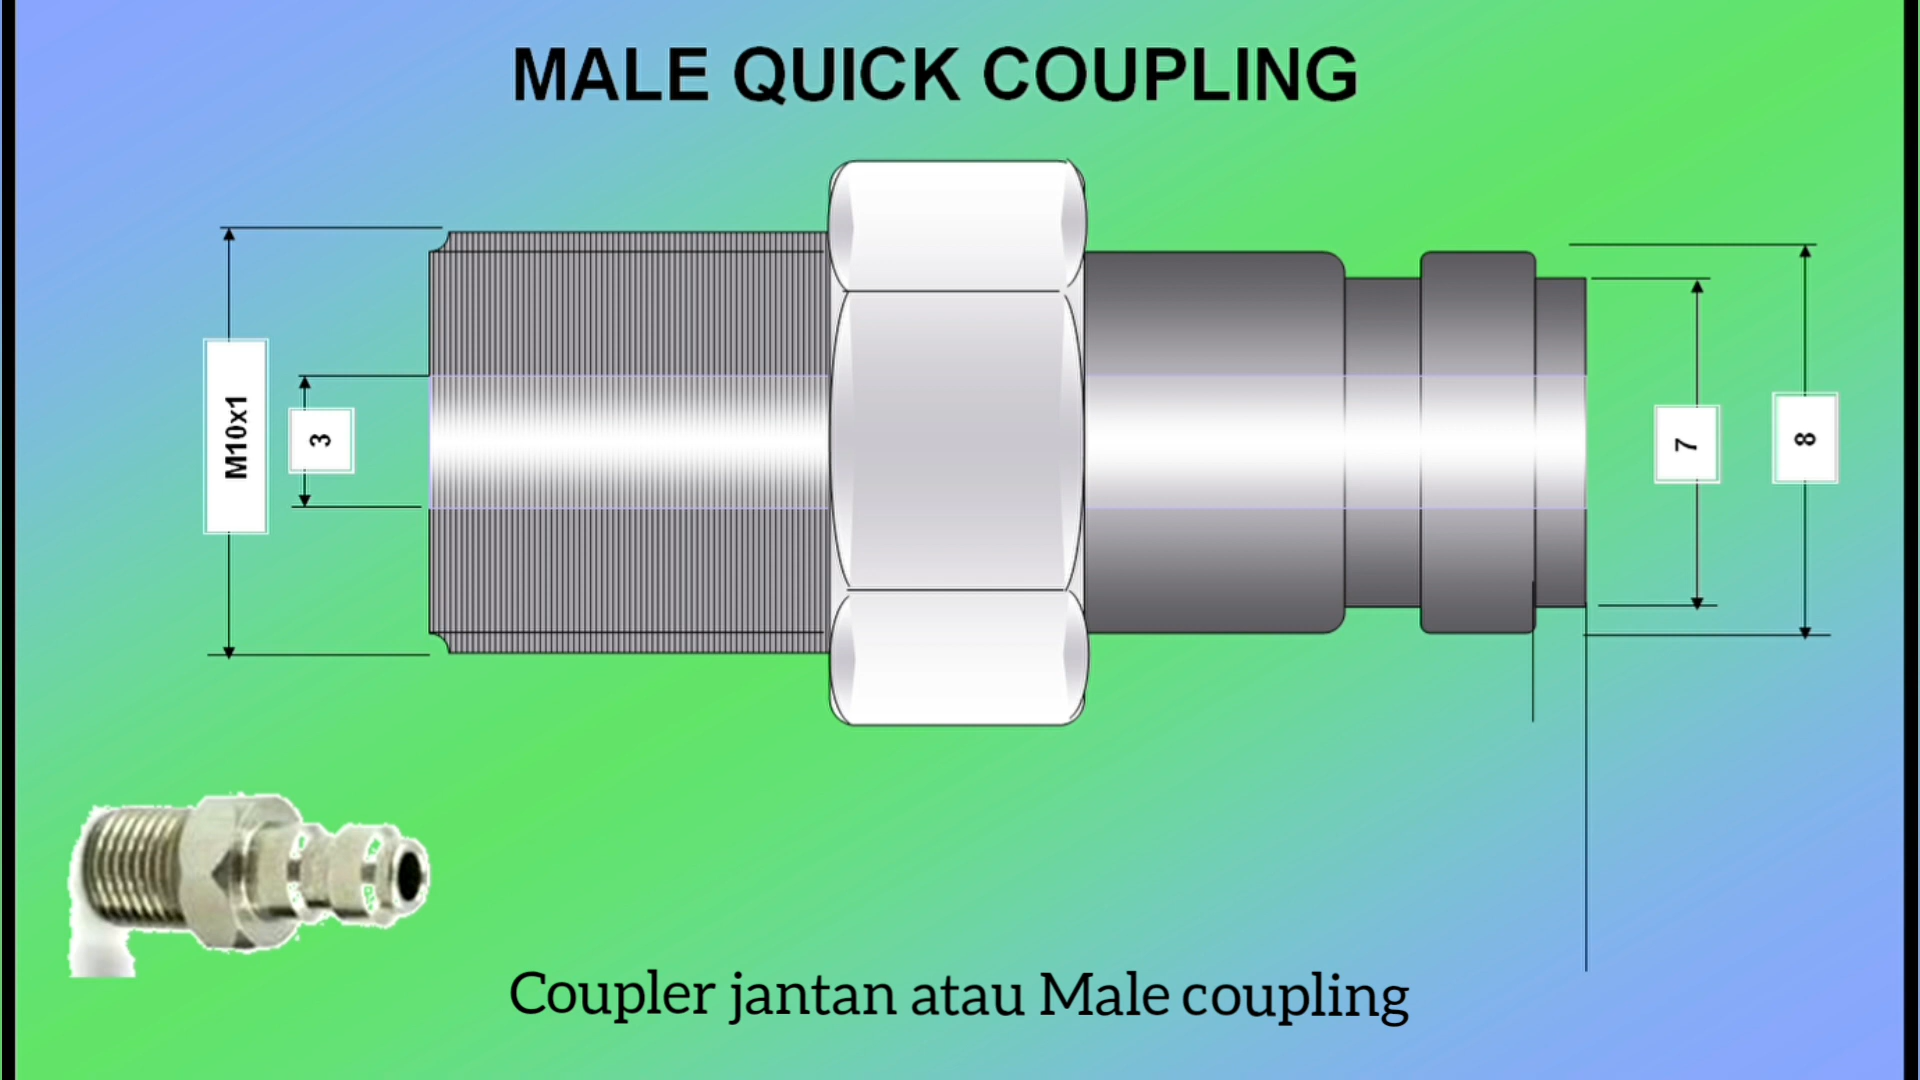 MALE QUICK COUPLING
M10x1
3
7
8
Coupler jantan atau Male coupling